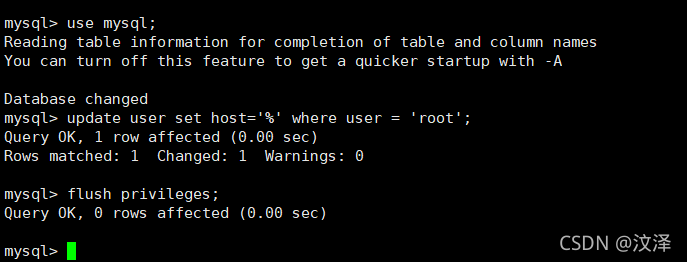 mysql> use mysql;
Reading table information for completion of table and column names
You can turn off this feature to get a quicker startup with -A
Database changed
mysql> update user set host='%' where user = 'root';
Query OK, 1 row affected (0.00 sec)
Rows matched: 1  Changed: 1  Warnings: 0
mysql> flush privileges;
Query OK, 0 rows affected (0.00 sec)
mysql>
CSDN @汶泽